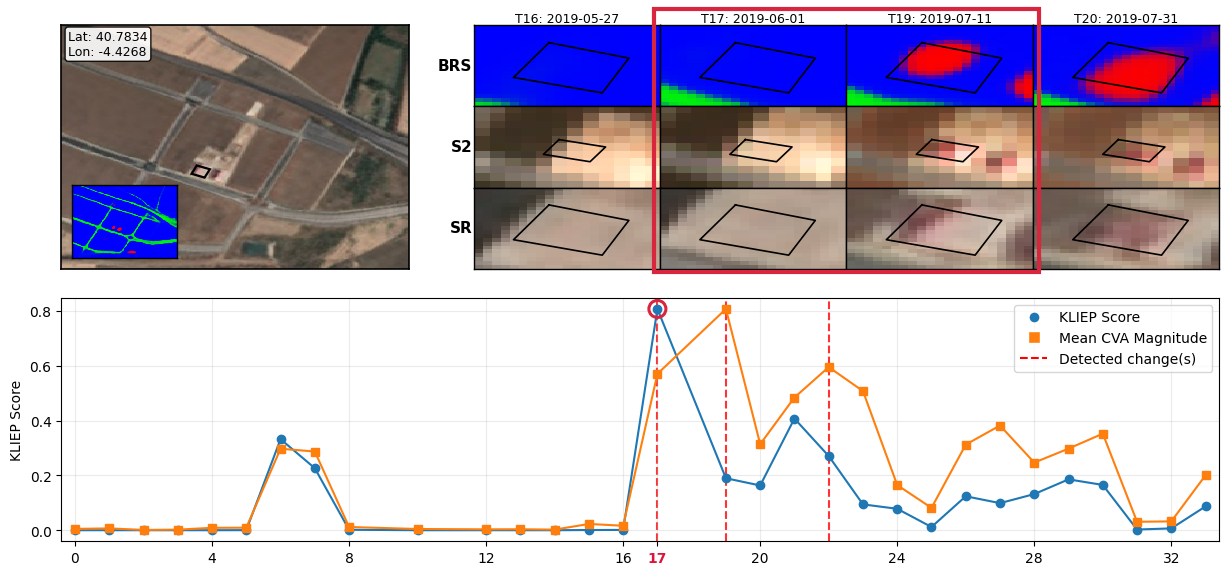 Lat: 40.7834
Lon: -4.4268
T16: 2019-05-27
T17: 2019-06-01
T19: 2019-07-11
T20: 2019-07-31
BRS
S2
SR
KLIEP Score
0.8
0.6
0.4
0.2
0.0
KLIEP Score
Mean CVA Magnitude
Detected change(s)
0 4 8 12 16 17 20 24 28 32